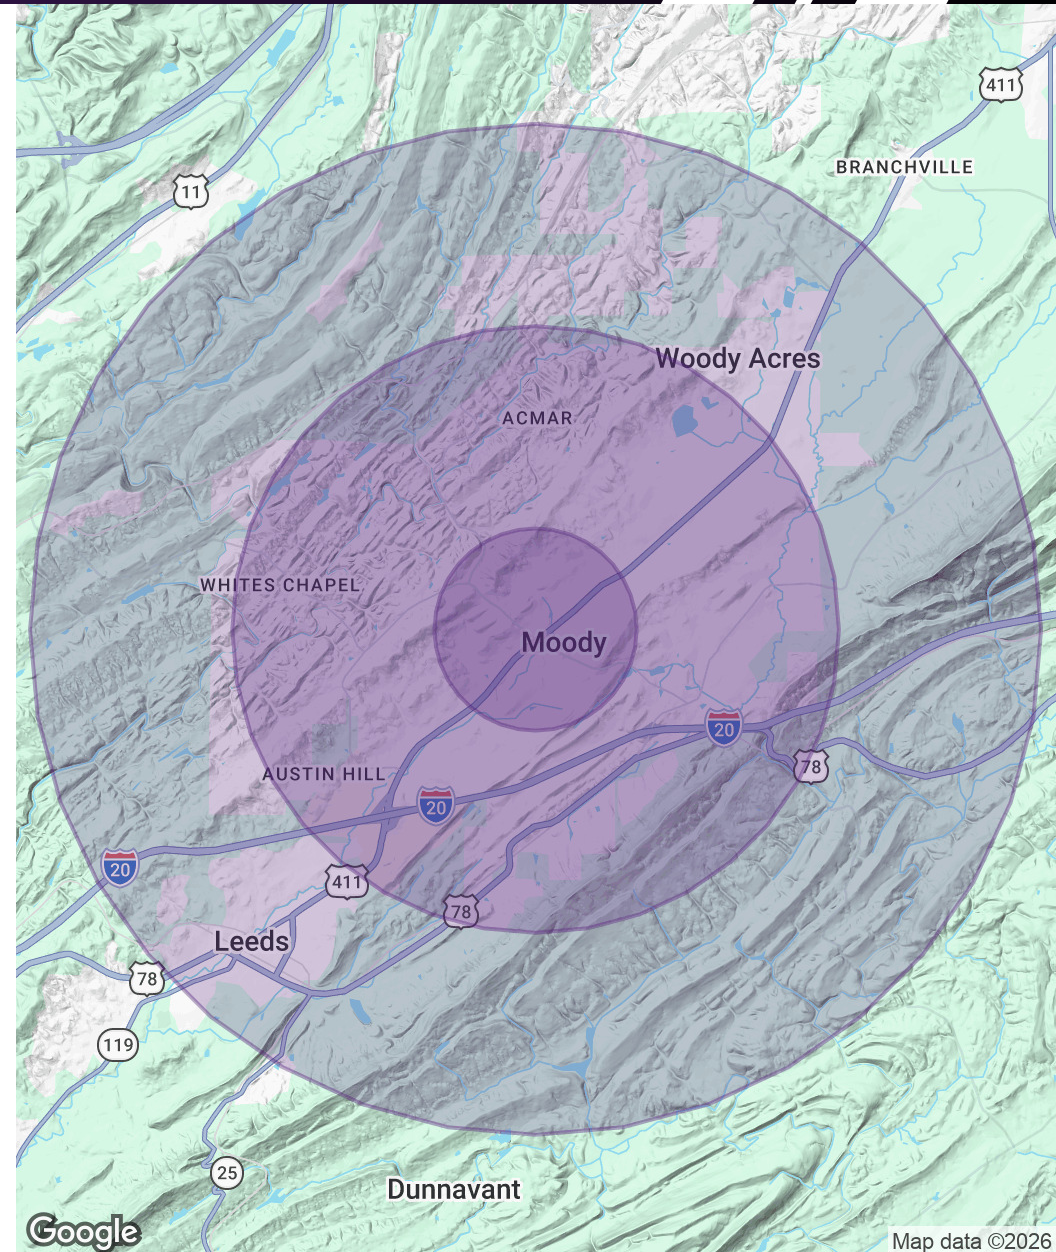 411
BRANCHVILLE
11
Woody Acres
ACMAR
WHITES CHAPEL
Moody
20
78
AUSTIN HILL
20
20
411
78
Leeds
78
119
25
Dunnavant
Google
Map data ©2026